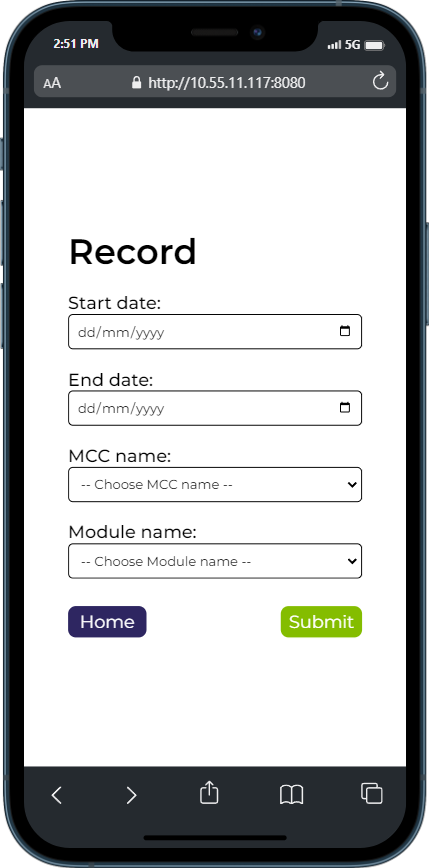 2:51 PM 5G
AA http://10.55.11.117:8080
Record
Start date:
dd/mm/yyyy
End date:
dd/mm/yyyy
MCC name:
-- Choose MCC name --
Module name:
-- Choose Module name --
Home Submit